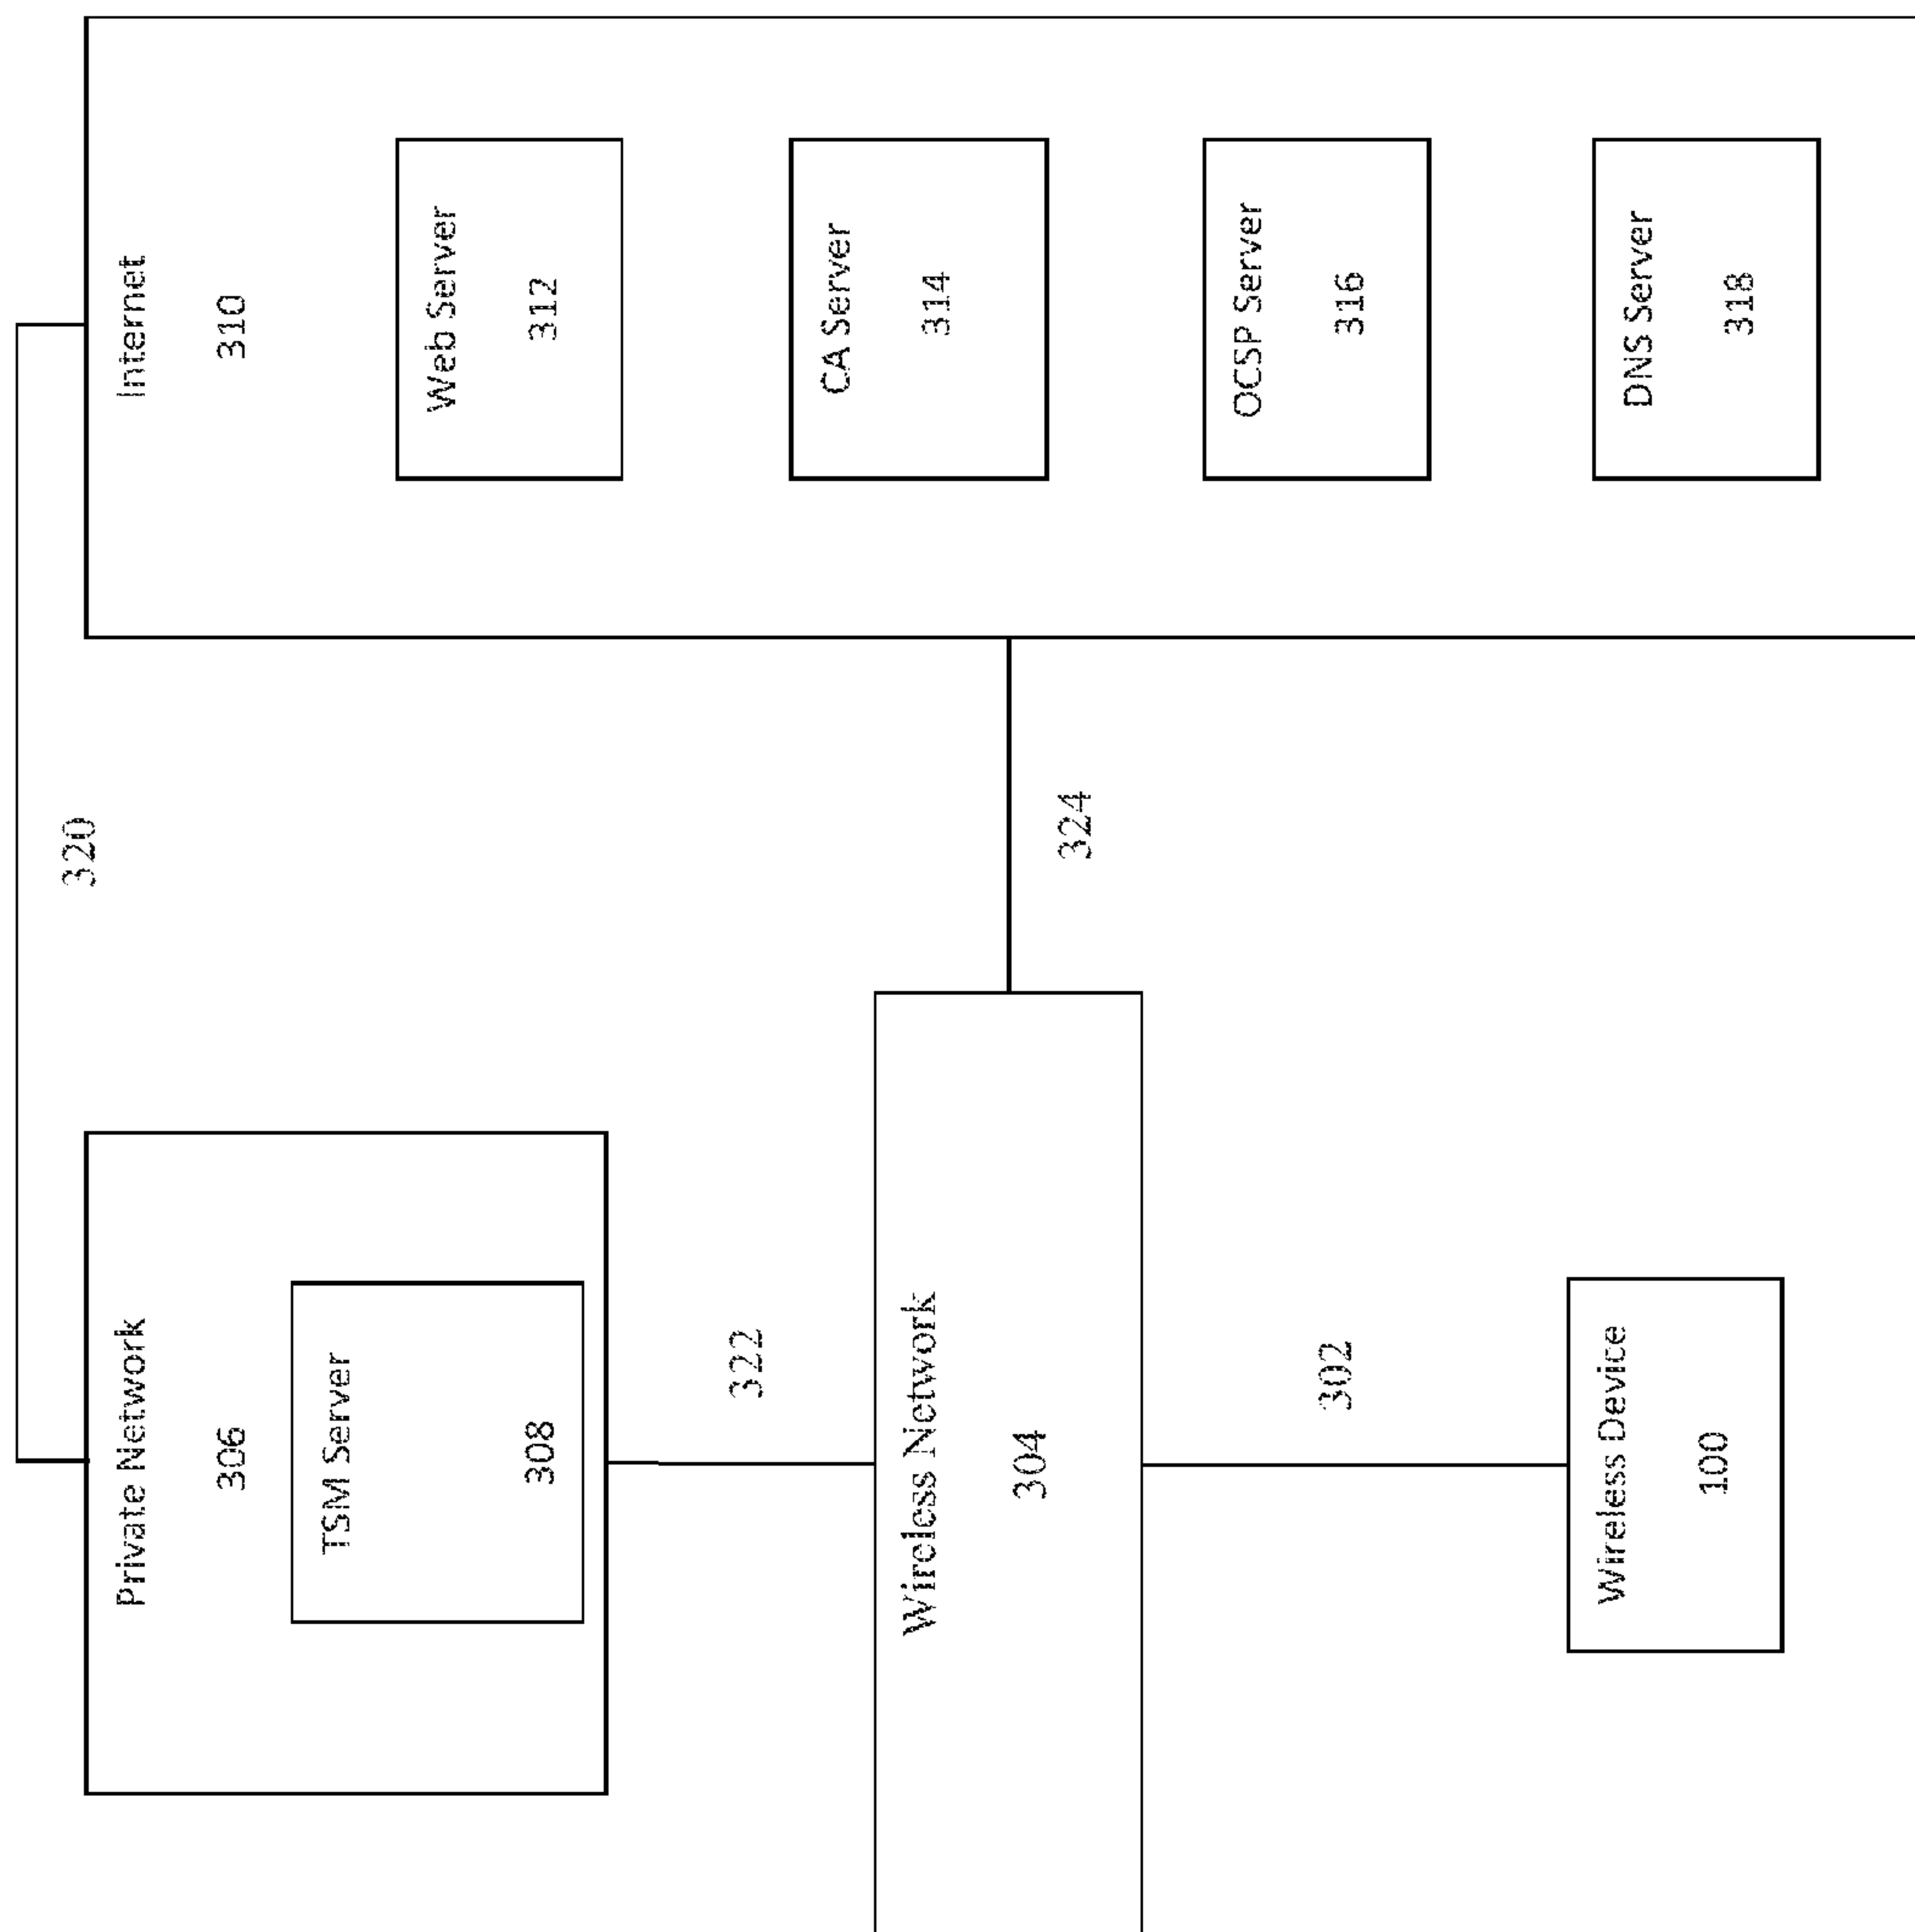 Private Network
306
TSM Server
308
320
Internet
310
Web Server
312
CA Server
314
OCSP Server
316
DNS Server
318
322
324
Wireless Network
304
302
Wireless Device
100